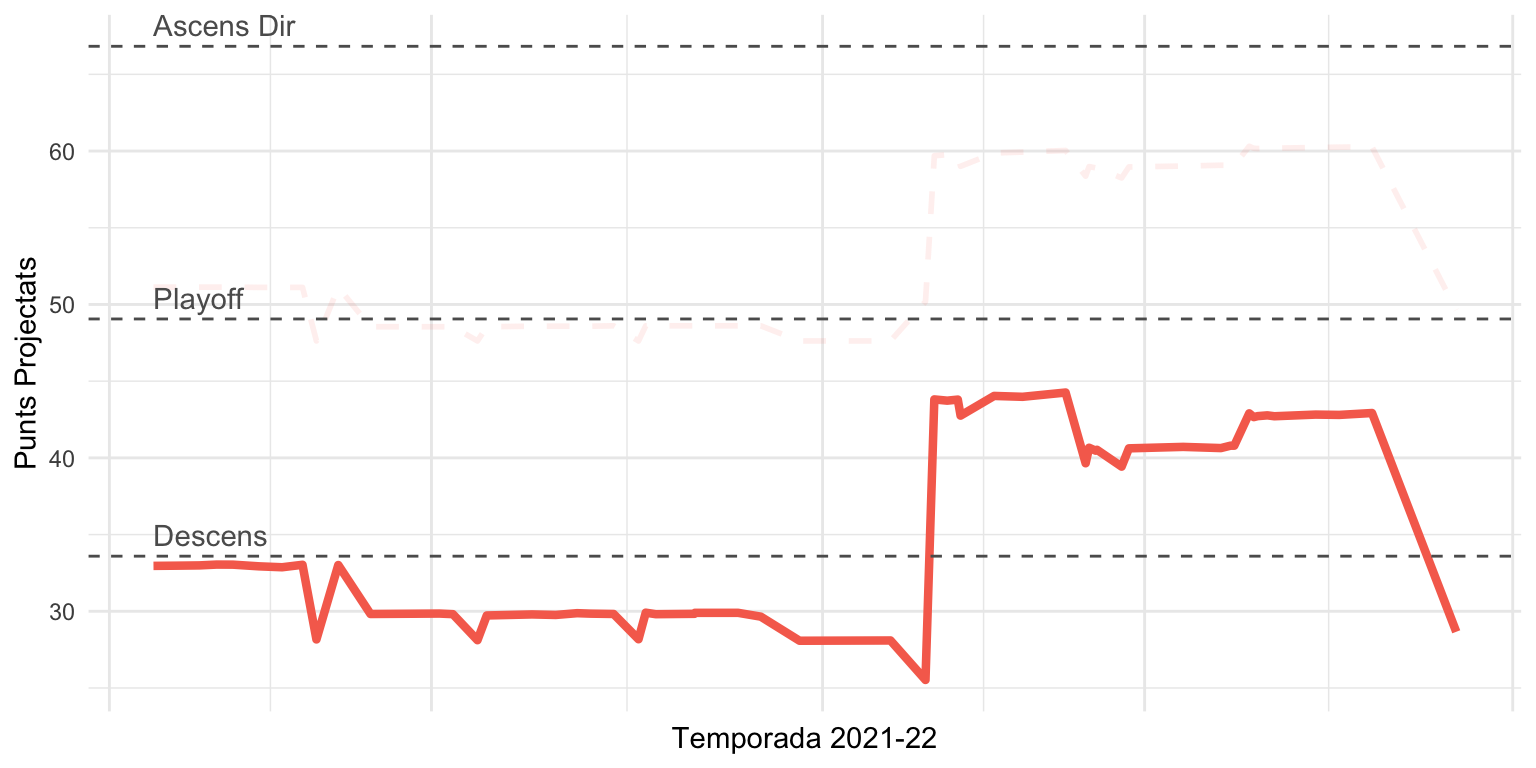 Ascens Dir
60
Playoff
50
40
Descens
30
Punts Projectats
Temporada 2021-22